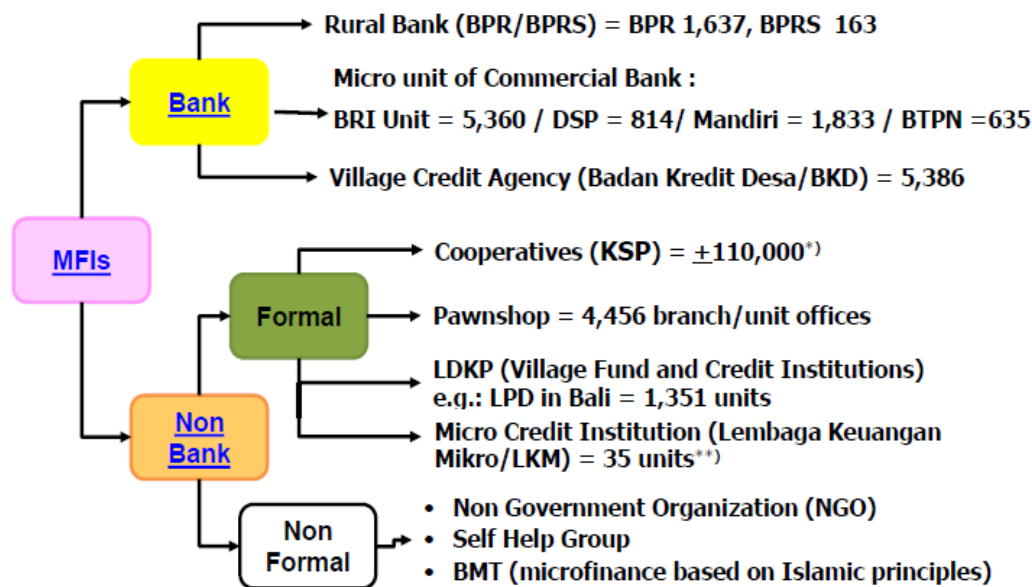 Rural Bank (BPR/BPRS) = BPR 1,637, BPRS 163
Micro unit of Commercial Bank :
Bank
BRI Unit = 5,360 / DSP = 814/ Mandiri = 1,833 / BTPN =635
Village Credit Agency (Badan Kredit Desa/BKD) = 5,386
MFIs
Cooperatives (KSP) = ±110,000*)
Formal
Pawnshop = 4,456 branch/unit offices
LDKP (Village Fund and Credit Institutions)
e.g.: LPD in Bali = 1,351 units
Non
Bank
Micro Credit Institution (Lembaga Keuangan
Mikro/LKM) = 35 units**)
Non
Formal
• Non Government Organization (NGO)
• Self Help Group
• BMT (microfinance based on Islamic principles)